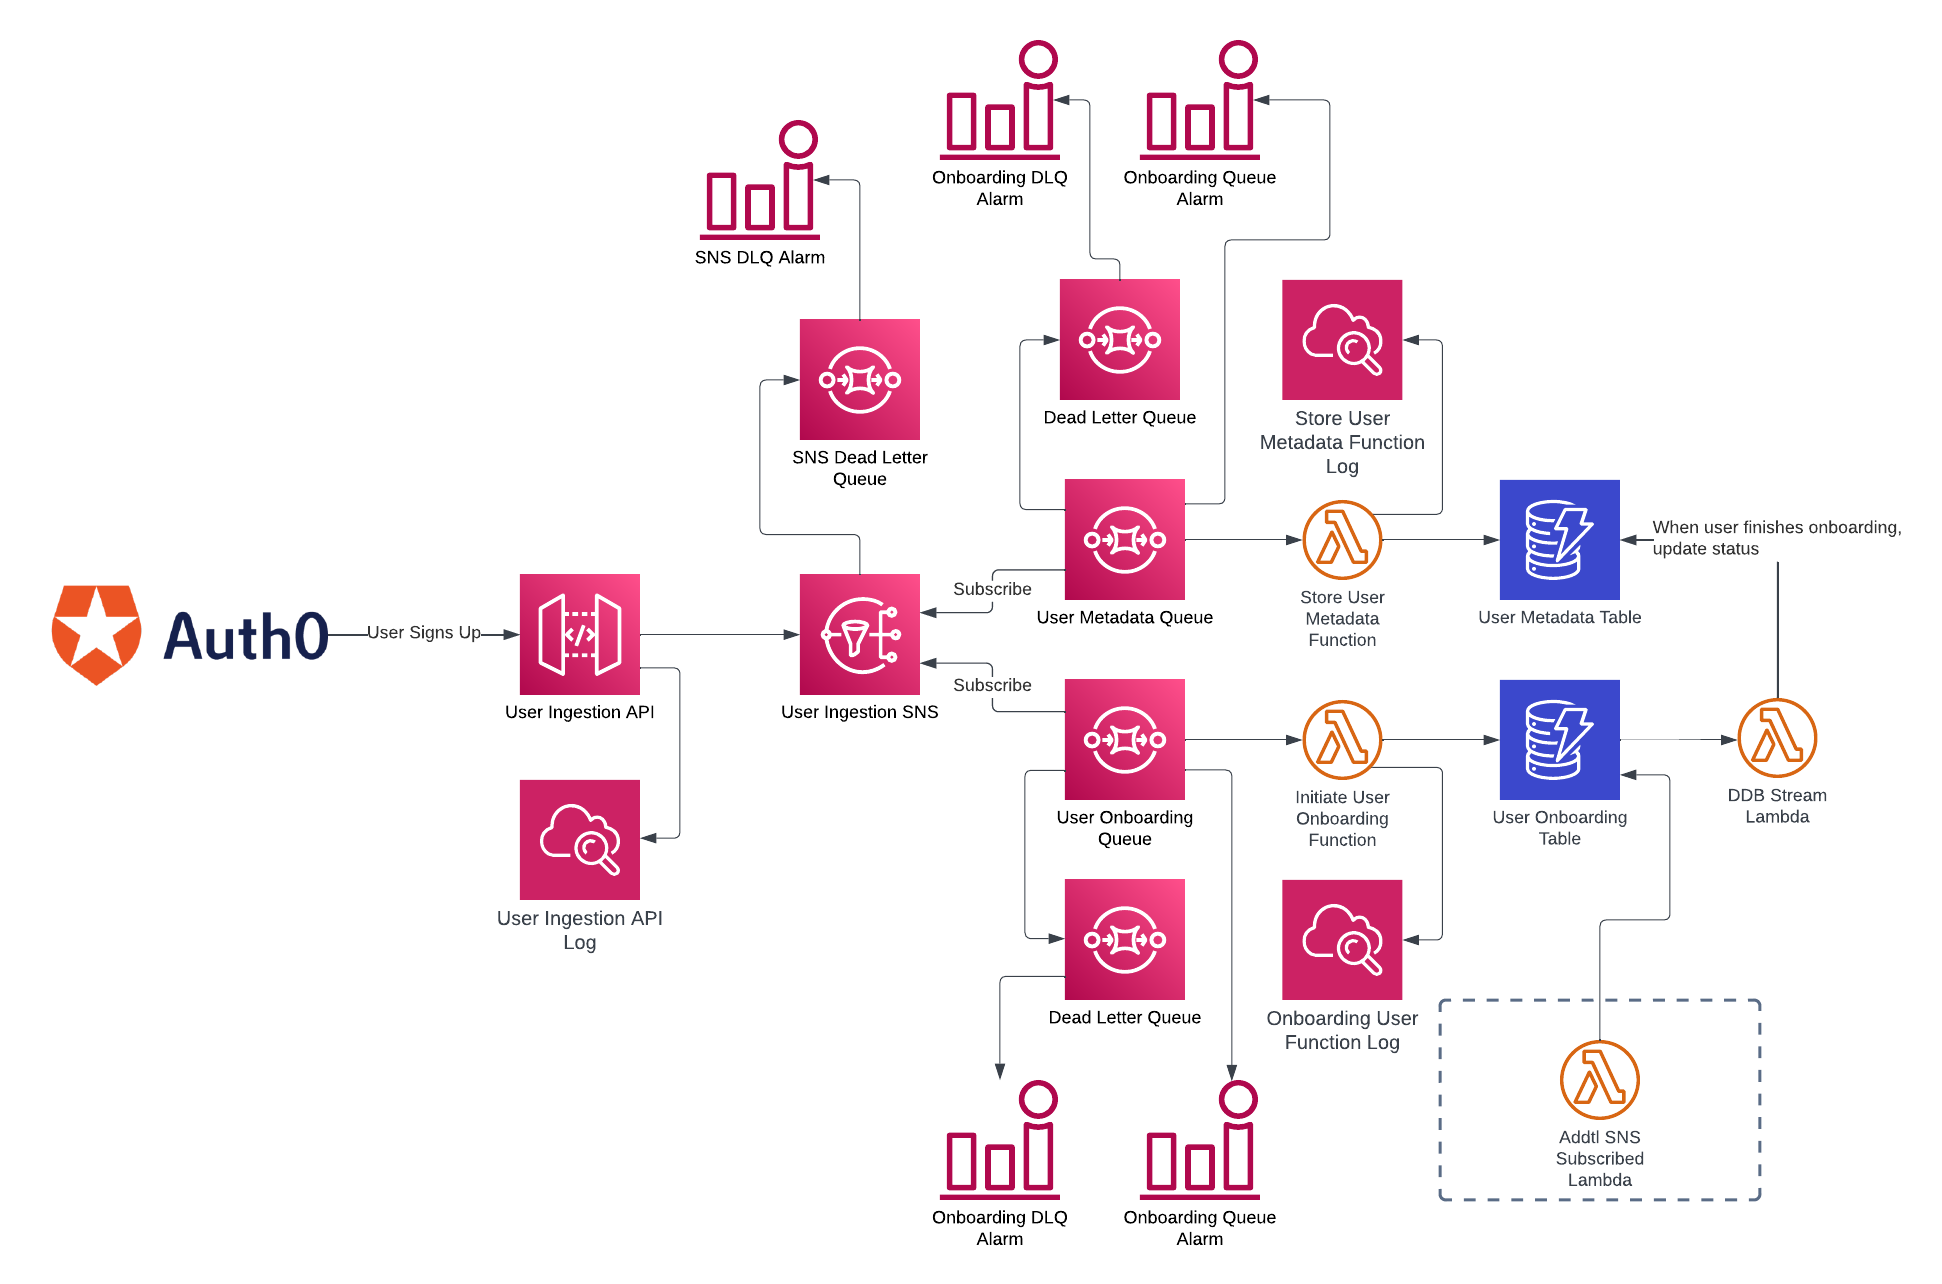 Onboarding DLQ
Alarm
Onboarding Queue
Alarm
SNS DLQ Alarm
Dead Letter Queue
Store User
Metadata Function
Log
SNS Dead Letter
Queue
When user finishes onboarding,
update status
Subscribe
User Metadata Queue
Store User
Metadata
Function
User Metadata Table
Auth0
User Signs Up
User Ingestion API
User Ingestion SNS
Subscribe
User Onboarding
Queue
Initiate User
Onboarding
Function
User Onboarding
Table
DDB Stream
Lambda
User Ingestion API
Log
Dead Letter Queue
Onboarding User
Function Log
Addtl SNS
Subscribed
Lambda
Onboarding DLQ
Alarm
Onboarding Queue
Alarm